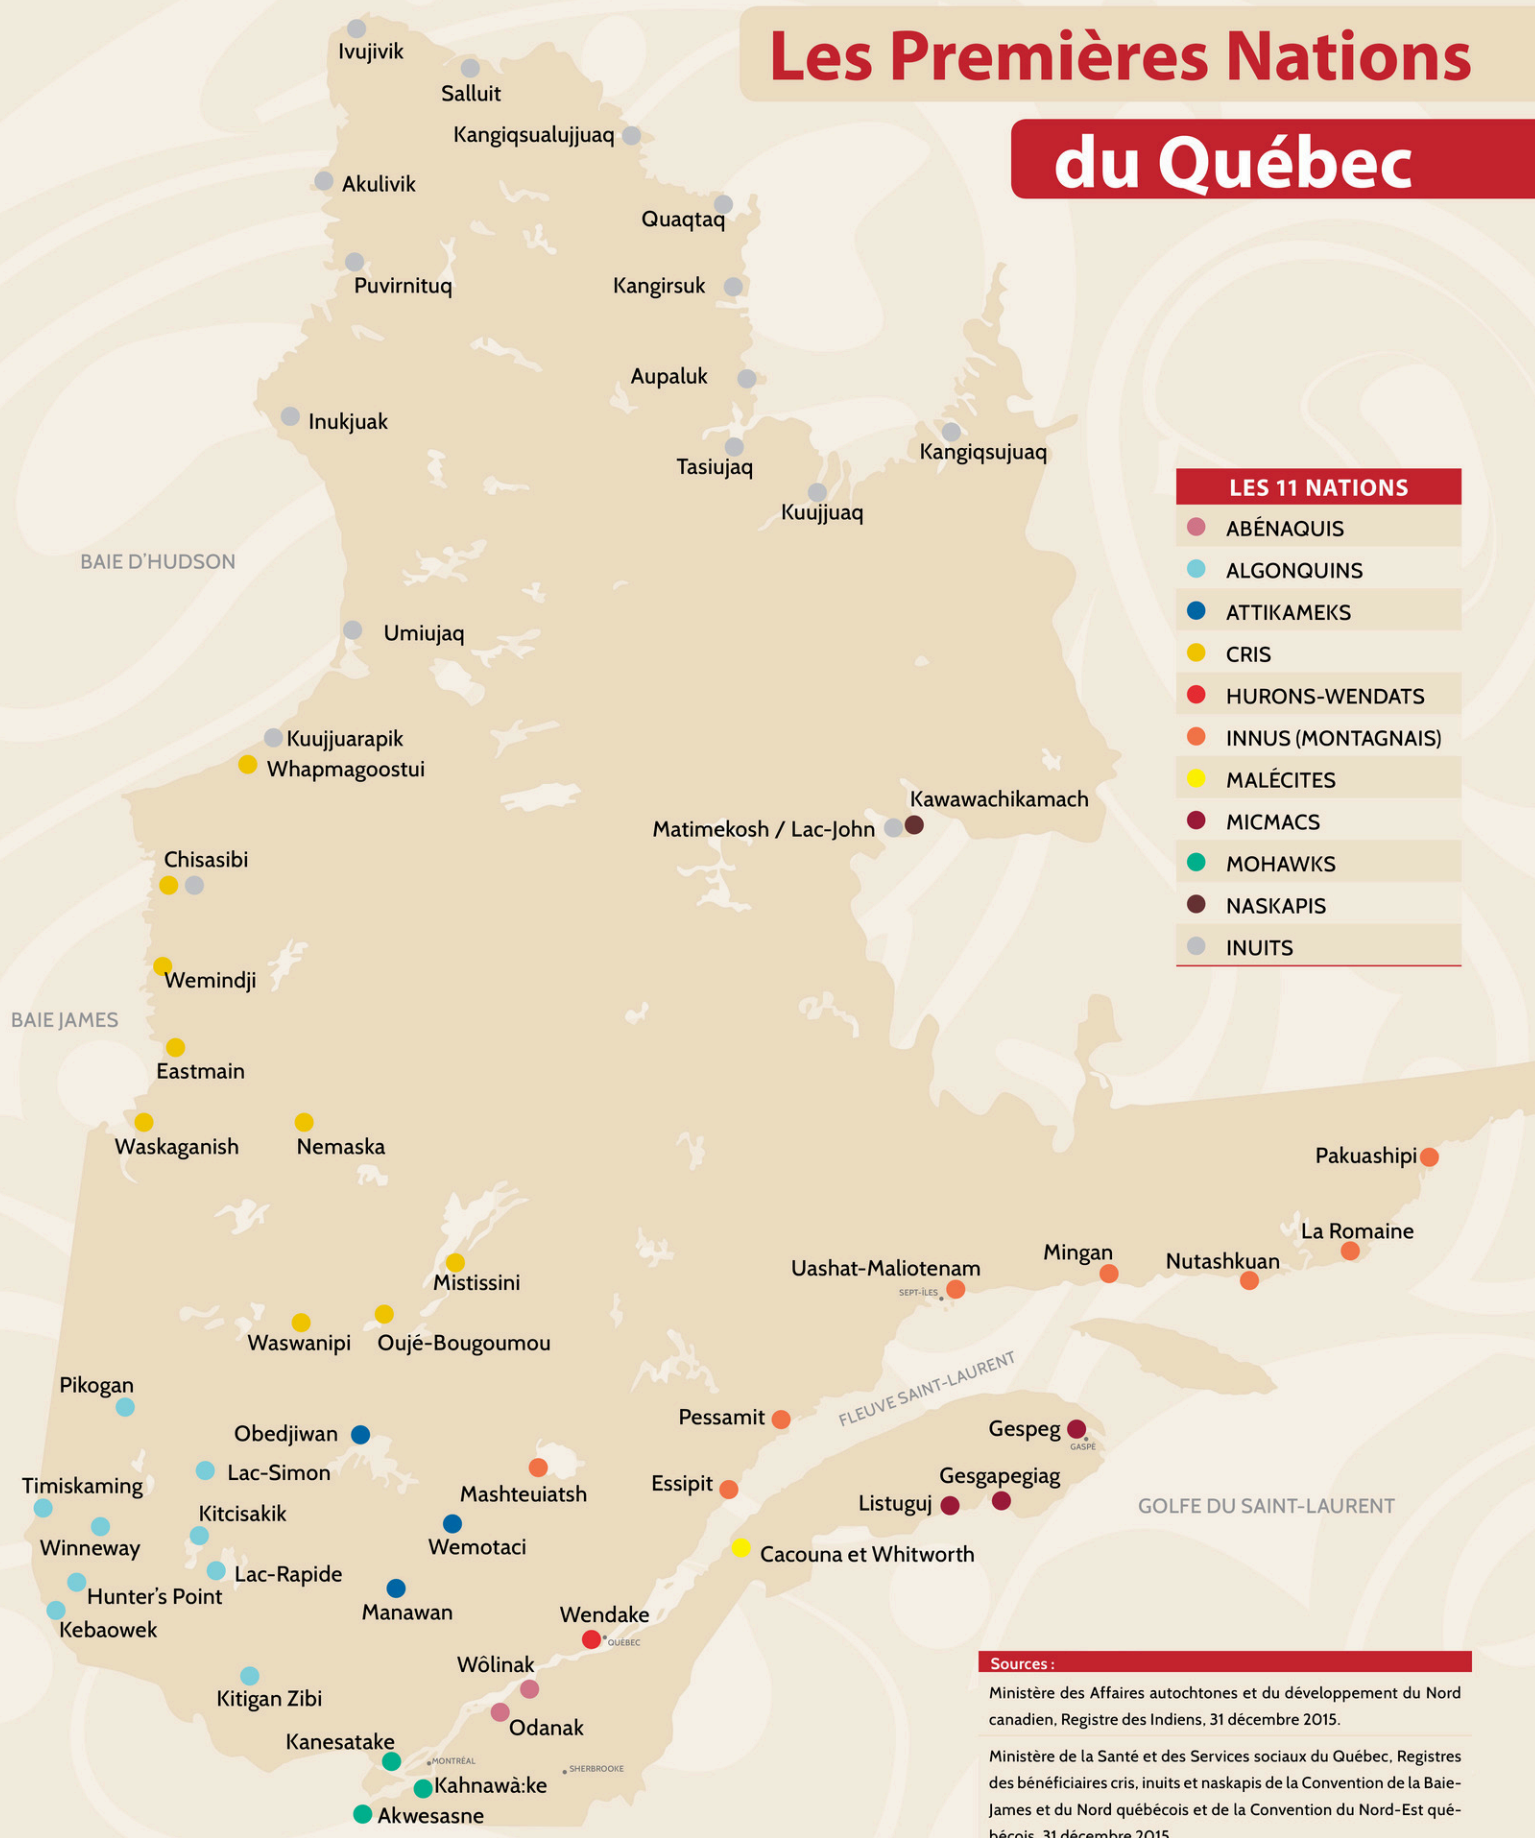 Les Premières Nations
du Québec
Ivujivik
Salluit
Kangiqsualujjuaq
Akulivik
Quaqtaq
Puvirnituq
Kangirsuk
Aupaluk
Inukjuak
Tasiujaq
Kangiqsujuaq
Kuujjuaq
BAIE D'HUDSON
Umiujaq
Kuujjuarapik
Whapmagoostui
Kawawachikamach
Matimekosh / Lac-John
Chisasibi
Wemindji
BAIE JAMES
Eastmain
Waskaganish
Nemaska
LES 11 NATIONS
ABÉNAQUIS
ALGONQUINS
ATTIKAMEKS
CRIS
HURONS-WENDATS
INNUS (MONTAGNAIS)
MALÉCITES
MICMACS
MOHAWKS
NASKAPIS
INUITS
Pakuashipi
La Romaine
Mingan
Nutashkuan
Uashat-Maliotenam
SEPT-ÎLES
Mistissini
Waswanipi
Oujé-Bougoumou
FLEUVE SAINT-LAURENT
Pikogan
Obedjiwan
Pessamit
Gespeg
GASPÉ
Lac-Simon
Timiskaming
Mashteuiatsh
Essipit
Gesgapegiag
Listuguj
GOLFE DU SAINT-LAURENT
Kitcisakik
Winneway
Wemotaci
Cacouna et Whitworth
Lac-Rapide
Hunter's Point
Manawan
Kebaowek
Wendake
QUÉBEC
Wôlinak
Kitigan Zibi
Odanak
Kanesatake
MONTRÉAL
SHERBROOKE
Kahnawà:ke
Akwesasne
Sources :
Ministère des Affaires autochtones et du développement du Nord
canadien, Registre des Indiens, 31 décembre 2015.
Ministère de la Santé et des Services sociaux du Québec, Registres
des bénéficiaires cris, inuits et naskapis de la Convention de la Baie-
James et du Nord québécois et de la Convention du Nord-Est qué-
bécois, 31 décembre 2015.